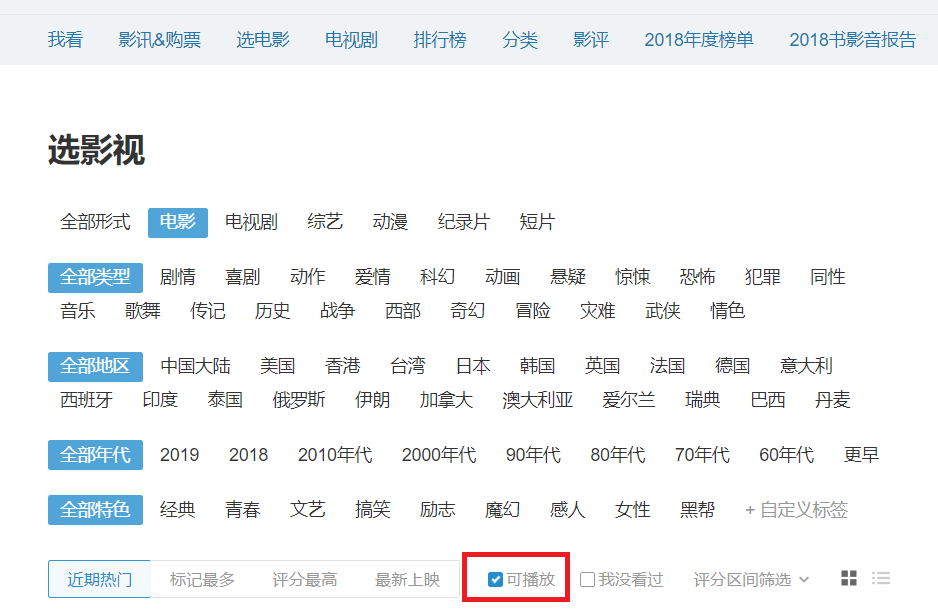 我看 影讯&购票 选电影 电视剧 排行榜 分类 影评 2018年度榜单 2018书影音报告
选影视
全部形式 电影 电视剧 综艺 动漫 纪录片 短片
全部类型 剧情 喜剧 动作 爱情 科幻 动画 悬疑 惊悚 恐怖 犯罪 同性
音乐 歌舞 传记 历史 战争 西部 奇幻 冒险 灾难 武侠 情色
全部地区 中国大陆 美国 香港 台湾 日本 韩国 英国 法国 德国 意大利
西班牙 印度 泰国 俄罗斯 伊朗 加拿大 澳大利亚 爱尔兰 瑞典 巴西 丹麦
全部年代 2019 2018 2010年代 2000年代 90年代 80年代 70年代 60年代 更早
全部特色 经典 青春 文艺 搞笑 励志 魔幻 感人 女性 黑帮 + 自定义标签
近期热门 标记最多 评分最高 最新上映 可播放 我没看过 评分区间筛选